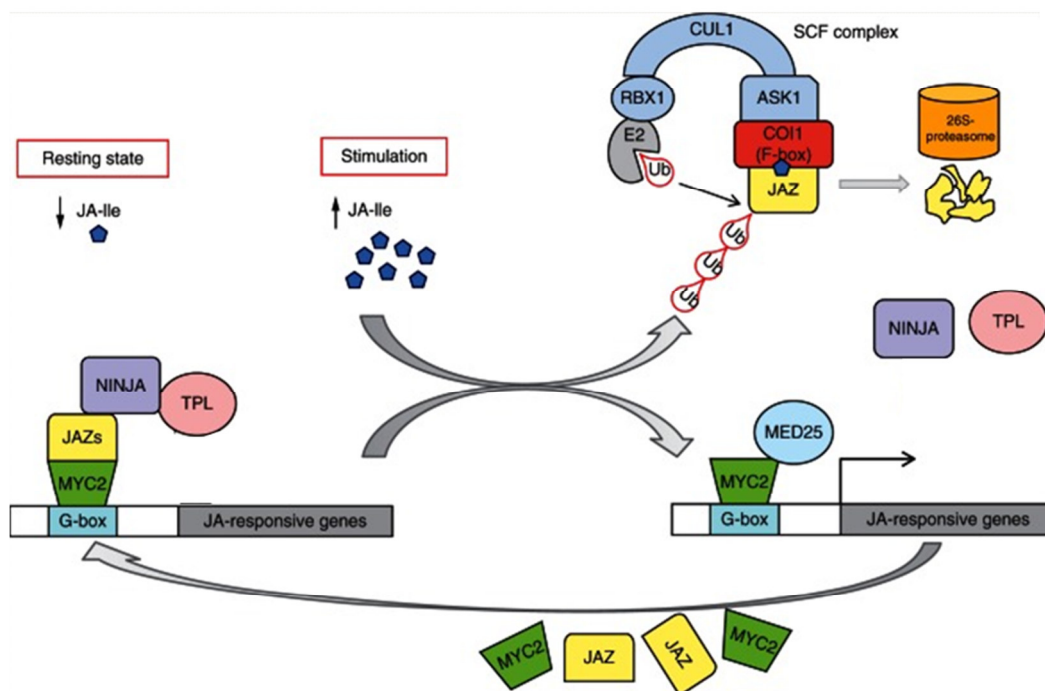 CUL1
SCF complex
RBX1
ASK1
E2
COI1
(F-box)
Ub
JAZ
26S-
proteasome
Resting state
Stimulation
JA-Ile
JA-Ile
Ub
Ub
Ub
NINJA
TPL
NINJA
TPL
JAZs
MYC2
G-box
JA-responsive genes
MED25
MYC2
G-box
JA-responsive genes
MYC2
JAZ
JAZ
MYC2